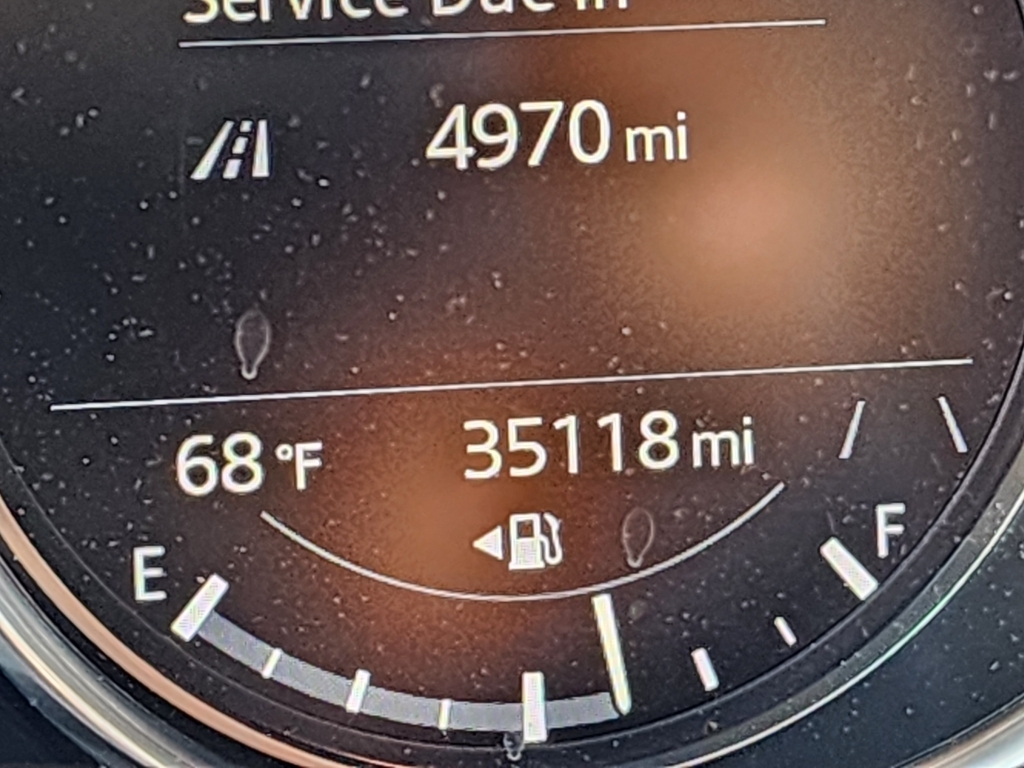 Service Due in
4970 mi
68 °F 35118 mi
E F